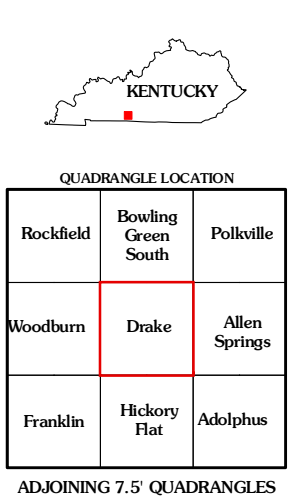 KENTUCKY
QUADRANGLE LOCATION
Rockfield
Bowling
Green
South
Polkville
Woodburn
Drake
Allen
Springs
Franklin
Hickory
Flat
Adolphus
ADJOINING 7.5' QUADRANGLES